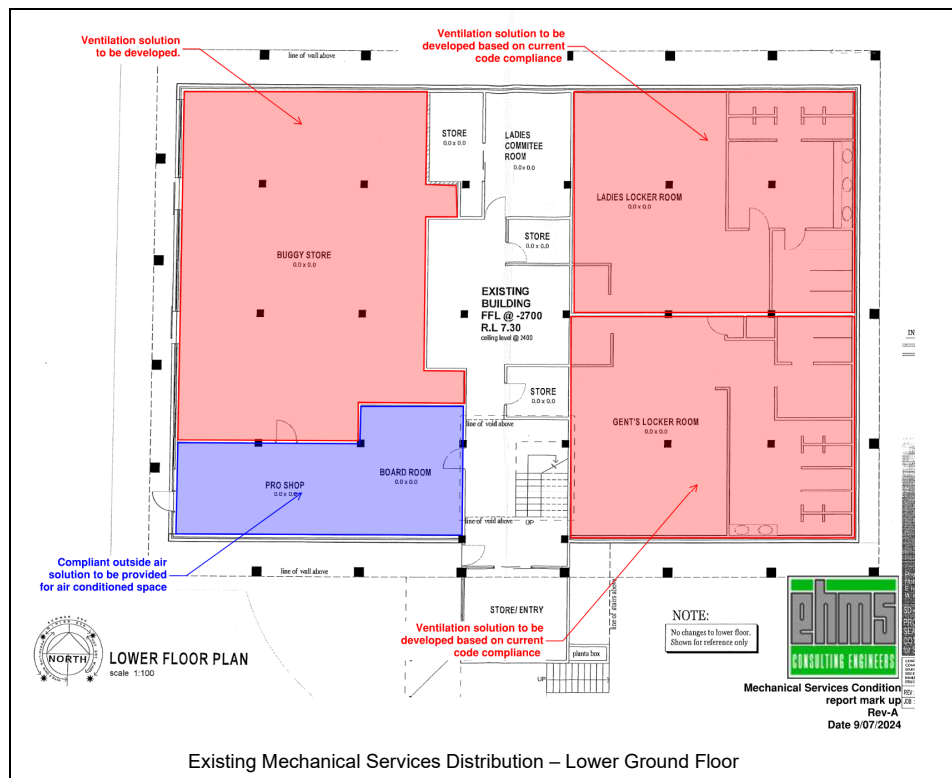 Ventilation solution
to be developed.
line of wall above
Ventilation solution to be
developed based on current
code compliance
STORE
0.0 x 0.0
LADIES
COMMITEE
ROOM
0.0 x 0.0
LADIES LOCKER ROOM
0.0 x 0.0
STORE
0.0 x 0.0
BUGGY STORE
0.0 x 0.0
EXISTING
BUILDING
FFL @ -2700
R.L 7.30
ceiling level @ 2400
STORE
0.0 x 0.0
line of void above
GENT'S LOCKER ROOM
0.0 x 0.0
BOARD ROOM
0.0 x 0.0
PRO SHOP
0.0 x 0.0
line of void above
UP
Compliant outside air
solution to be provided
for air conditioned space
line of wall above
line of stairs above
STORE/ ENTRY
Ventilation solution to be
developed based on current
code compliance
planta box
UP
NOTE:
No changes to lower floor.
Shown for reference only
NORTH
LOWER FLOOR PLAN
scale 1:100
ehms
CONSULTING ENGINEERS
Mechanical Services Condition
report mark up
Rev-A
Date 9/07/2024
IN
REV
JOB
Existing Mechanical Services Distribution – Lower Ground Floor